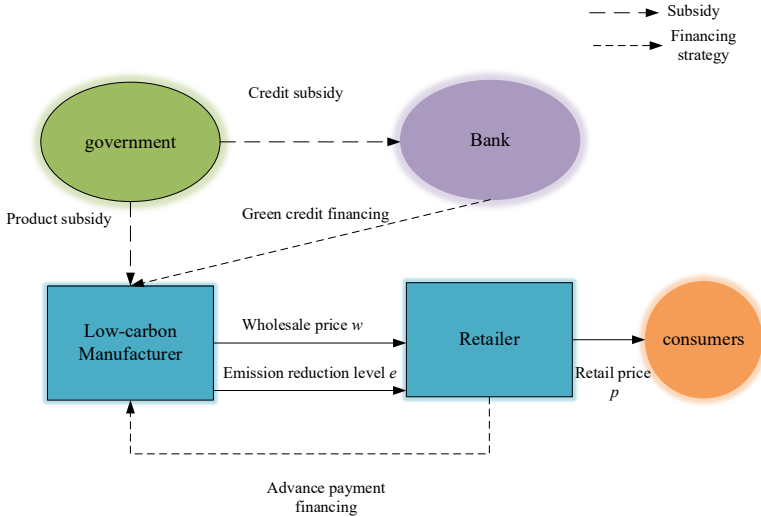 Subsidy
Financing
strategy
Credit subsidy
government
Bank
Product subsidy
Green credit financing
Low-carbon
Manufacturer
Wholesale price w
Retailer
consumers
Emission reduction level e
Retail price
p
Advance payment
financing